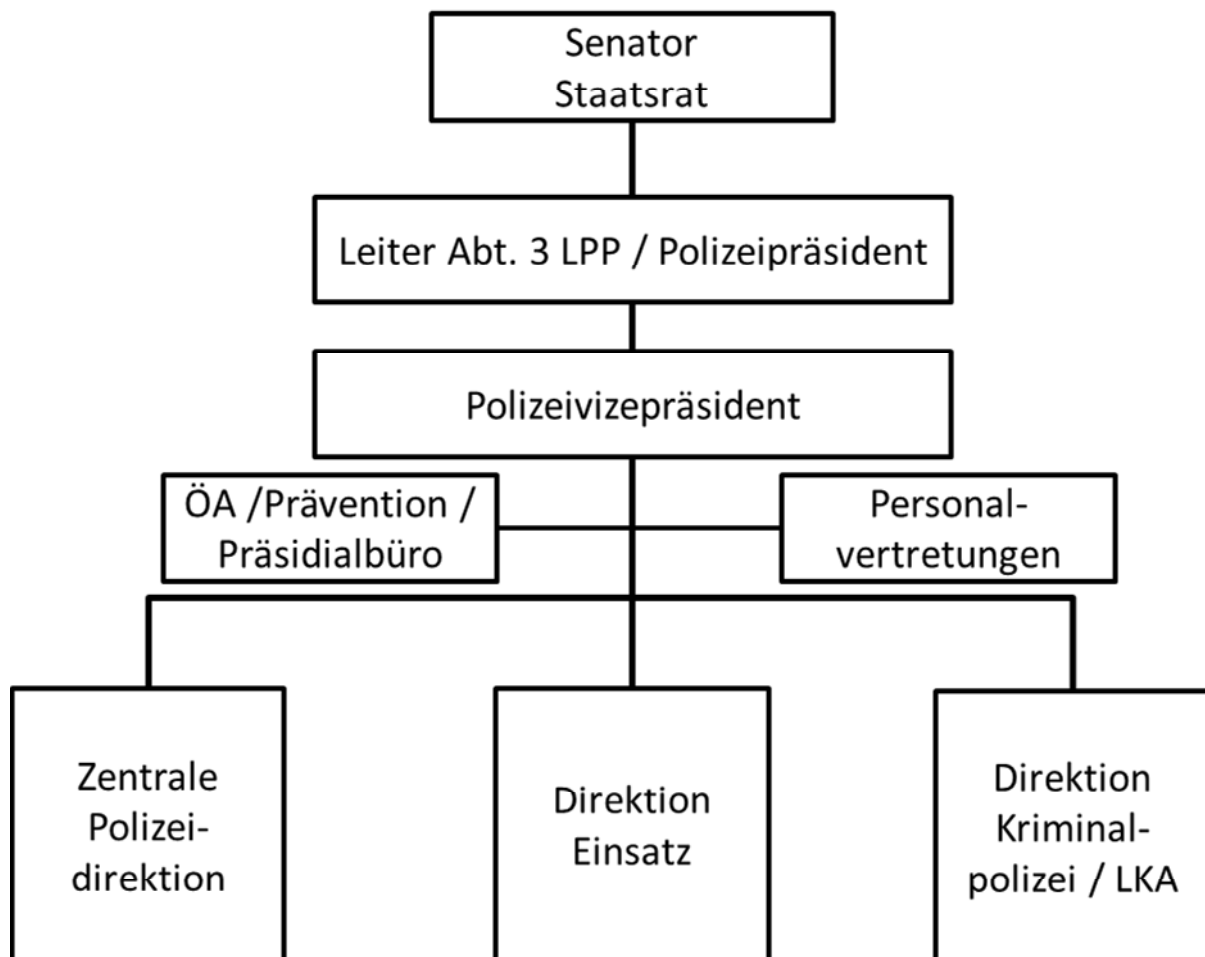 Senator
Staatsrat
Leiter Abt. 3 LPP / Polizeipräsident
Polizeivizepräsident
ÖA /Prävention /
Präsidialbüro
Personal-
vertretungen
Zentrale
Polizei-
direktion
Direktion
Einsatz
Direktion
Kriminal-
polizei / LKA